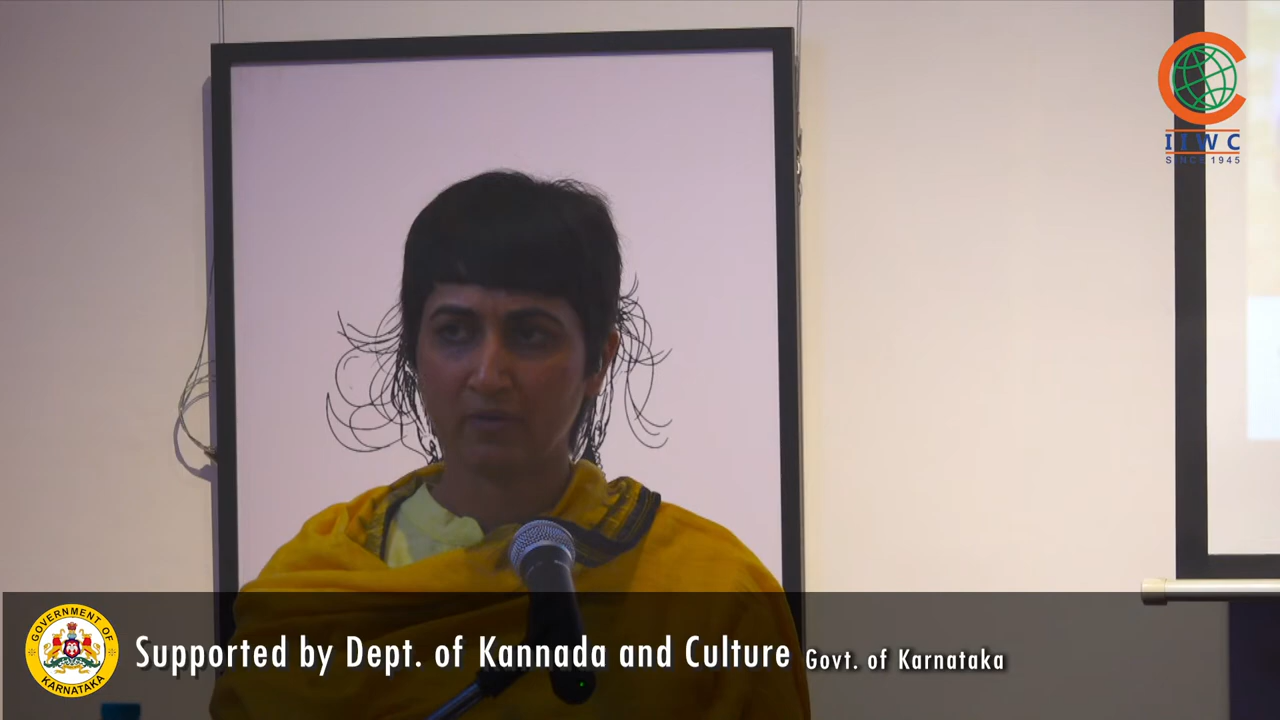 IIWC
SINCE 1945
GOVERNMENT OF
KARNATAKA
Supported by Dept. of Kannada and Culture Govt. of Karnataka